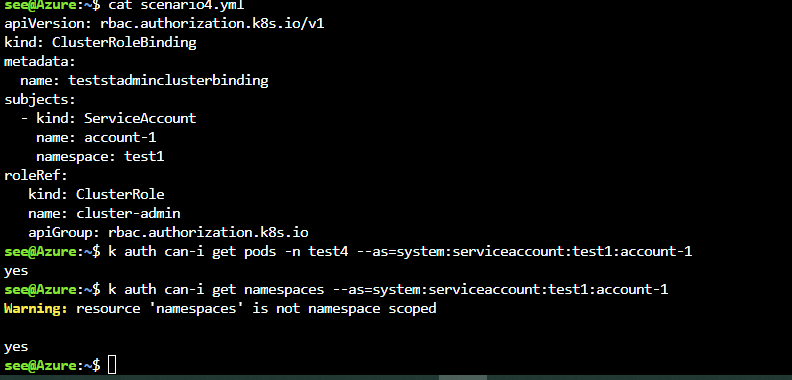 see@Azure:~$ cat scenario4.yml
apiVersion: rbac.authorization.k8s.io/v1
kind: ClusterRoleBinding
metadata:
  name: teststadminclusterbinding
subjects:
  - kind: ServiceAccount
    name: account-1
    namespace: test1
roleRef:
   kind: ClusterRole
   name: cluster-admin
   apiGroup: rbac.authorization.k8s.io
see@Azure:~$ k auth can-i get pods -n test4 --as=system:serviceaccount:test1:account-1
yes
see@Azure:~$ k auth can-i get namespaces --as=system:serviceaccount:test1:account-1
Warning: resource 'namespaces' is not namespace scoped

yes
see@Azure:~$